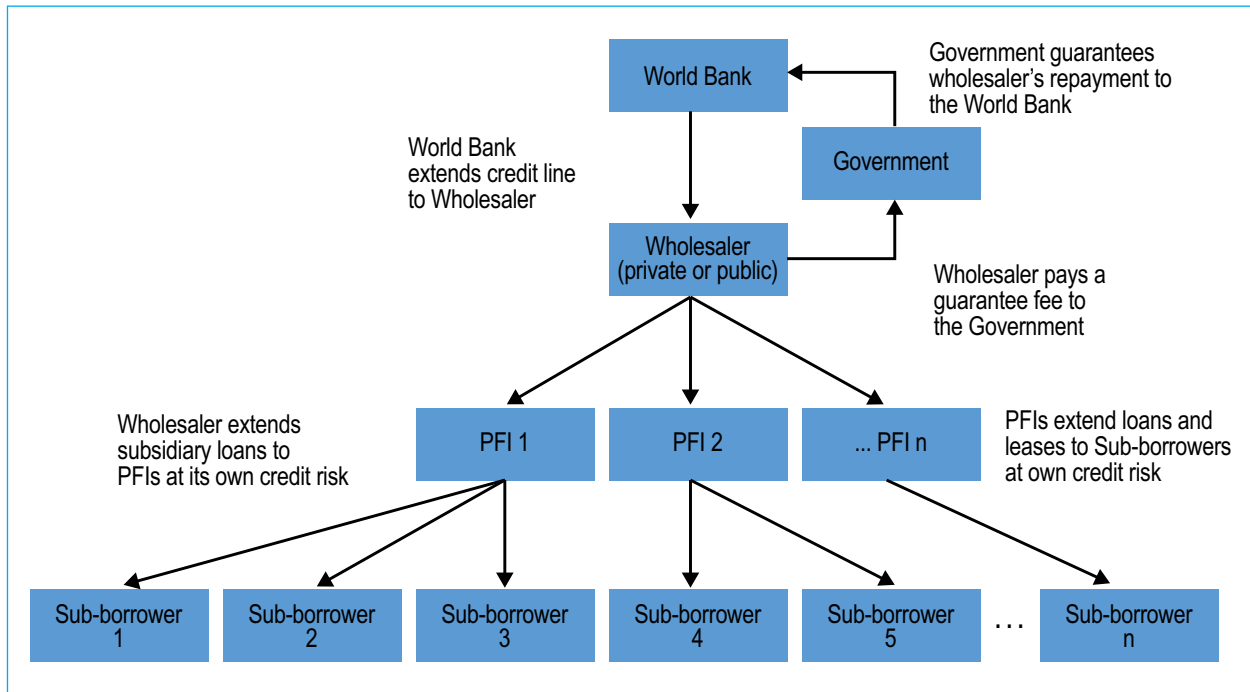 World Bank
Government guarantees
wholesaler's repayment to
the World Bank
World Bank
extends credit line
to Wholesaler
Government
Wholesaler
(private or public)
Wholesaler pays a
guarantee fee to
the Government
Wholesaler extends
subsidiary loans to
PFIs at its own credit risk
PFI 1
PFI 2
... PFI n
PFIs extend loans and
leases to Sub-borrowers
at own credit risk
Sub-borrower
1
Sub-borrower
2
Sub-borrower
3
Sub-borrower
4
Sub-borrower
5
...
Sub-borrower
n